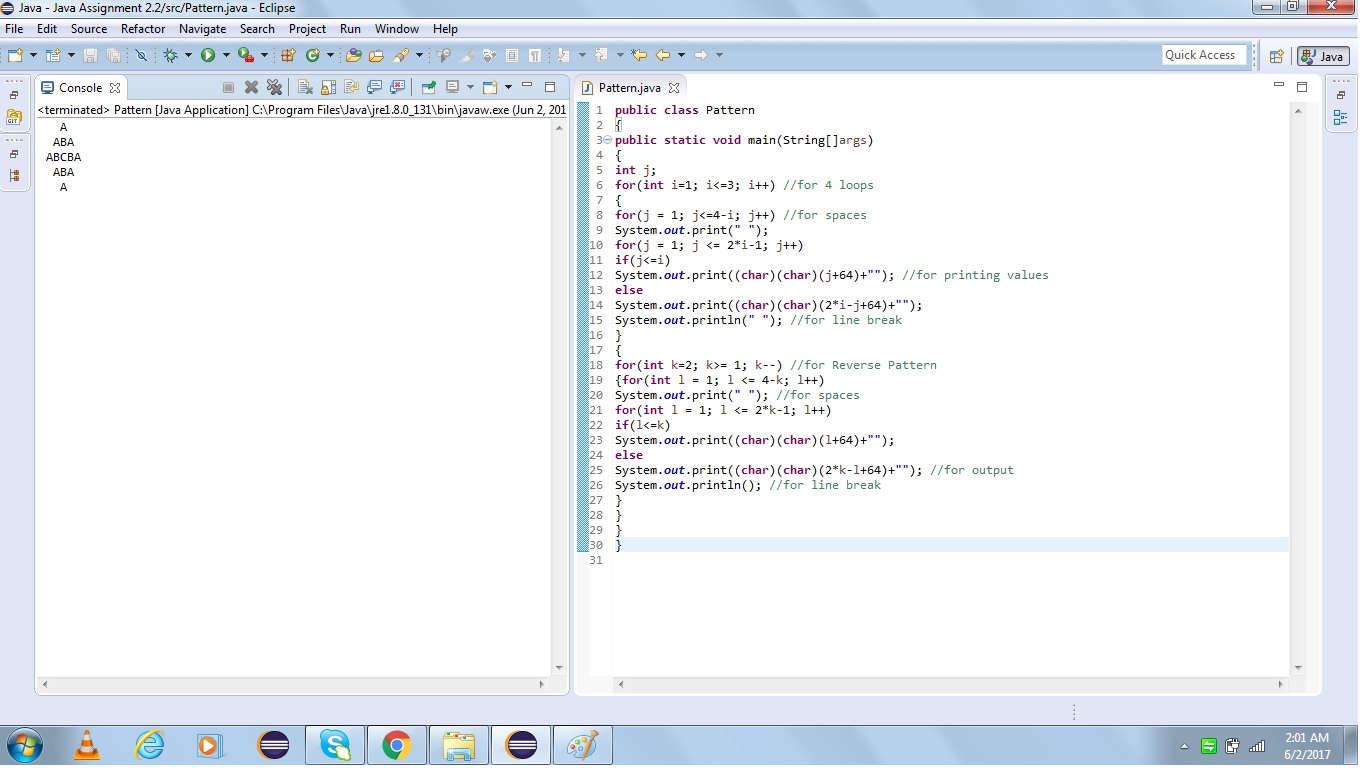 Java - Java Assignment 2.2/src/Pattern.java - Eclipse
File Edit Source Refactor Navigate Search Project Run Window Help
Quick Access
Java
Console
<terminated> Pattern [Java Application] C:\Program Files\Java\jre1.8.0_131\bin\javaw.exe (Jun 2, 201
A
ABA
ABCBA
ABA
A
Pattern.java
1 public class Pattern
2 {
3 public static void main(String[]args)
4 {
5 int j;
6 for(int i=1; i<=3; i++) //for 4 loops
7 {
8 for(j = 1; j<=4-i; j++) //for spaces
9 System.out.print(" ");
10 for(j = 1; j <= 2*i-1; j++)
11 if(j<=i)
12 System.out.print((char)(char)(j+64)+""); //for printing values
13 else
14 System.out.print((char)(char)(2*i-j+64)+"");
15 System.out.println(" "); //for line break
16 }
17 {
18 for(int k=2; k>= 1; k--) //for Reverse Pattern
19 {for(int l = 1; l <= 4-k; l++)
20 System.out.print(" "); //for spaces
21 for(int l = 1; l <= 2*k-1; l++)
22 if(l<=k)
23 System.out.print((char)(char)(l+64)+"");
24 else
25 System.out.print((char)(char)(2*k-l+64)+""); //for output
26 System.out.println(); //for line break
27 }
28 }
29 }
30 }
31
GIT
2:01 AM
6/2/2017